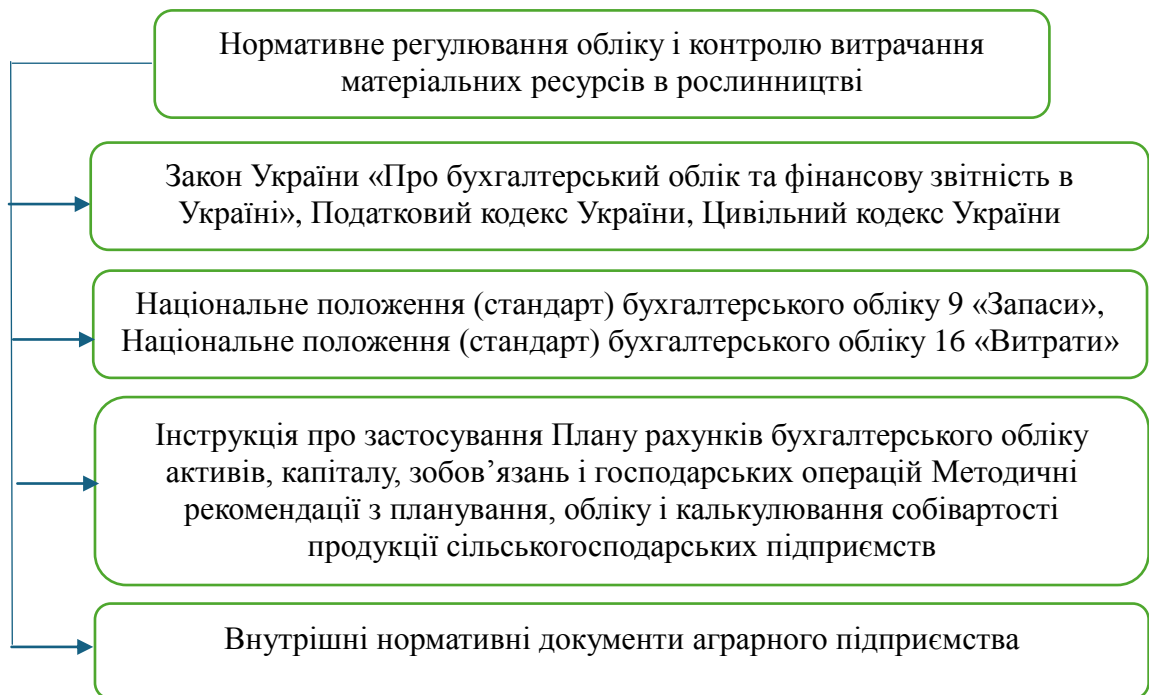 Нормативне регулювання обліку і контролю витрачання
матеріальних ресурсів в рослинництві
Закон України «Про бухгалтерський облік та фінансову звітність в
Україні», Податковий кодекс України, Цивільний кодекс України
Національне положення (стандарт) бухгалтерського обліку 9 «Запаси»,
Національне положення (стандарт) бухгалтерського обліку 16 «Витрати»
Інструкція про застосування Плану рахунків бухгалтерського обліку
активів, капіталу, зобов’язань і господарських операцій Методичні
рекомендації з планування, обліку і калькулювання собівартості
продукції сільськогосподарських підприємств
Внутрішні нормативні документи аграрного підприємства